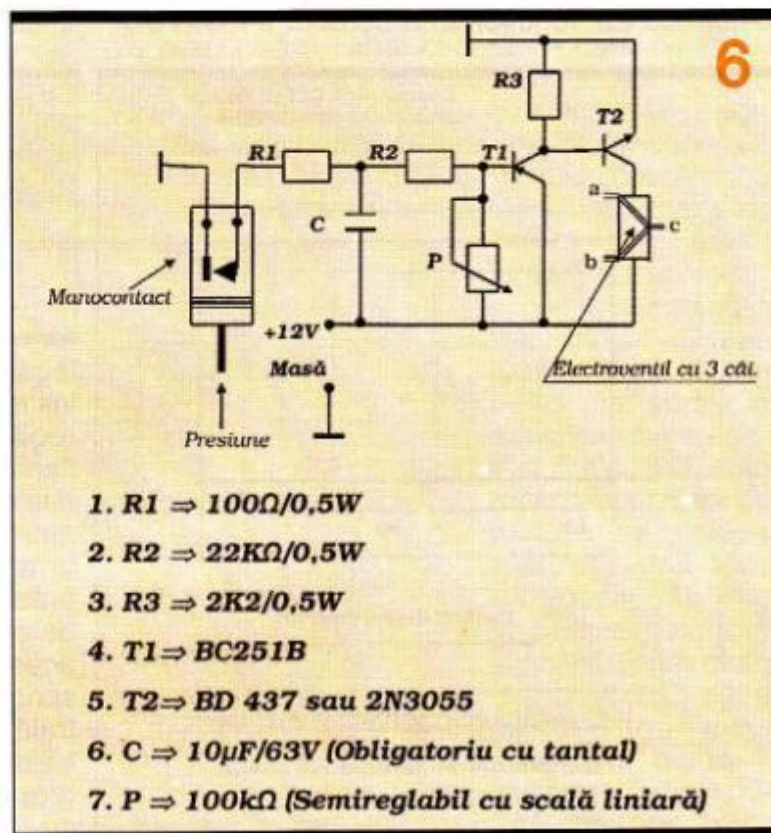 6
R3
T2
R1
R2
T1
a
C
c
P
b
Manocontact
+12V
Masă
Electroventil cu 3 căi.
Presiune
1. R1 ⇒ 100Ω/0,5W
2. R2 ⇒ 22KΩ/0,5W
3. R3 ⇒ 2K2/0,5W
4. T1⇒ BC251B
5. T2⇒ BD 437 sau 2N3055
6. C ⇒ 10µF/63V (Obligatoriu cu tantal)
7. P ⇒ 100kΩ (Semireglabil cu scală liniară)